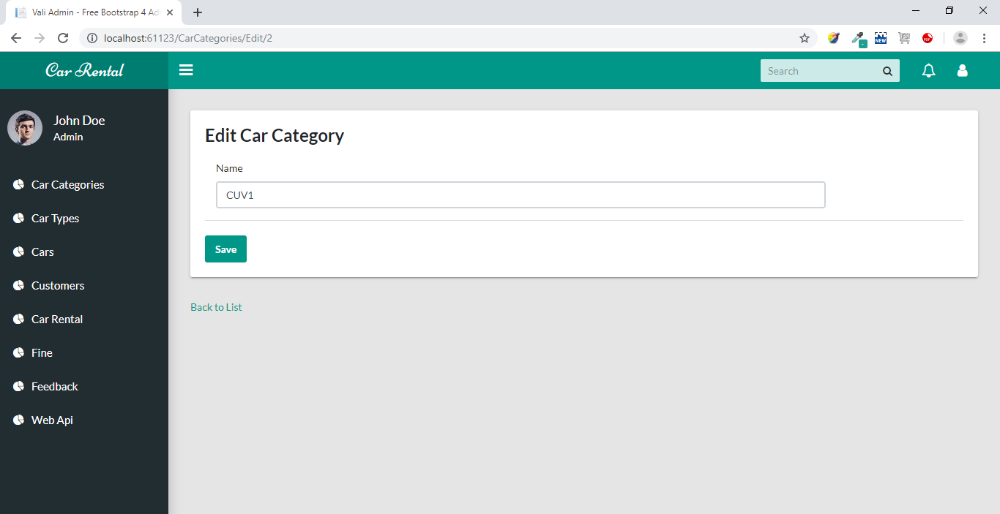 Vali Admin - Free Bootstrap 4 Ad
localhost:61123/CarCategories/Edit/2
NEW
PDF
Car Rental
Search
John Doe
Admin
Car Categories
Car Types
Cars
Customers
Car Rental
Fine
Feedback
Web Api
Edit Car Category
Name
CUV1
Save
Back to List